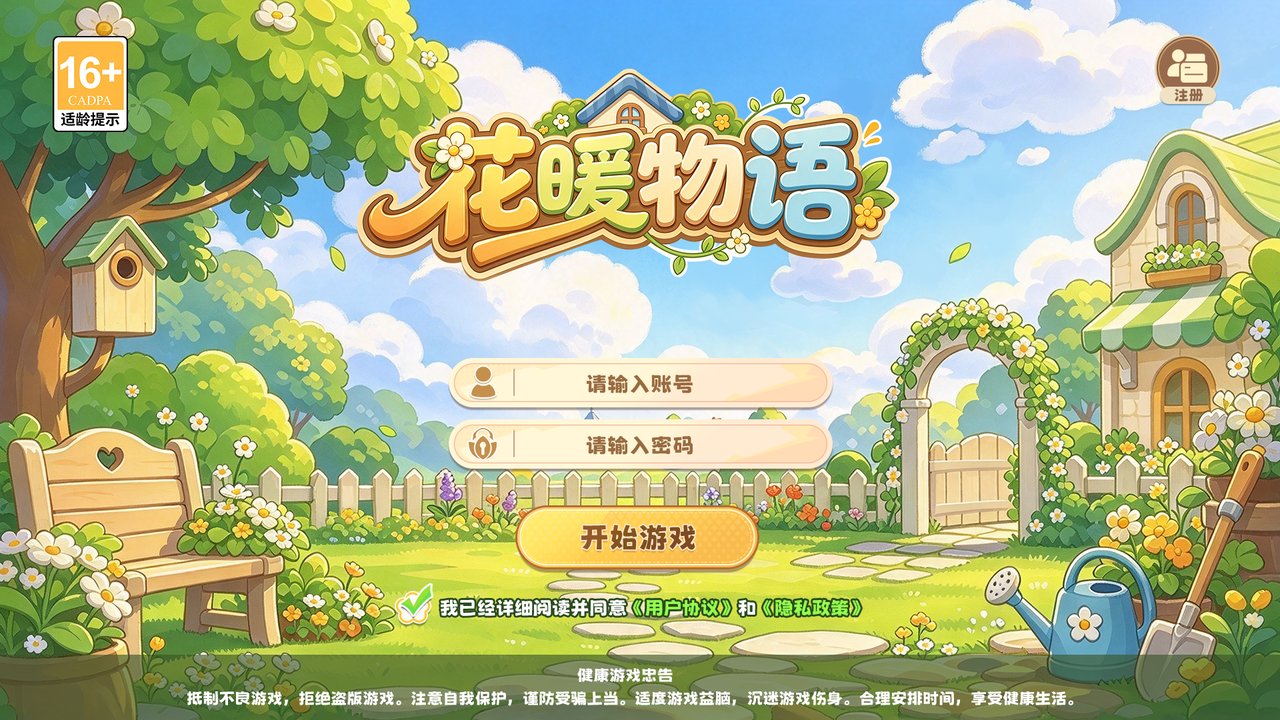 16+
CADPA
适龄提示
注册
花暖物语
请输入账号
请输入密码
开始游戏
我已经详细阅读并同意《用户协议》和《隐私政策》
健康游戏忠告
抵制不良游戏，拒绝盗版游戏。注意自我保护，谨防受骗上当。适度游戏益脑，沉迷游戏伤身。合理安排时间，享受健康生活。